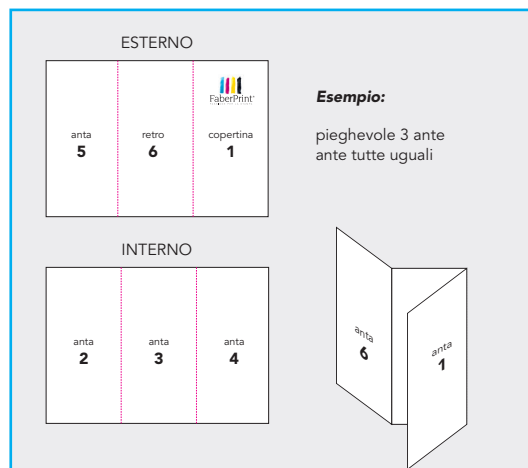 ESTERNO
FaberPrint
anta
5
retro
6
copertina
1
Esempio:
pieghevole 3 ante
ante tutte uguali
INTERNO
anta
2
anta
3
anta
4
anta
6
anta
1